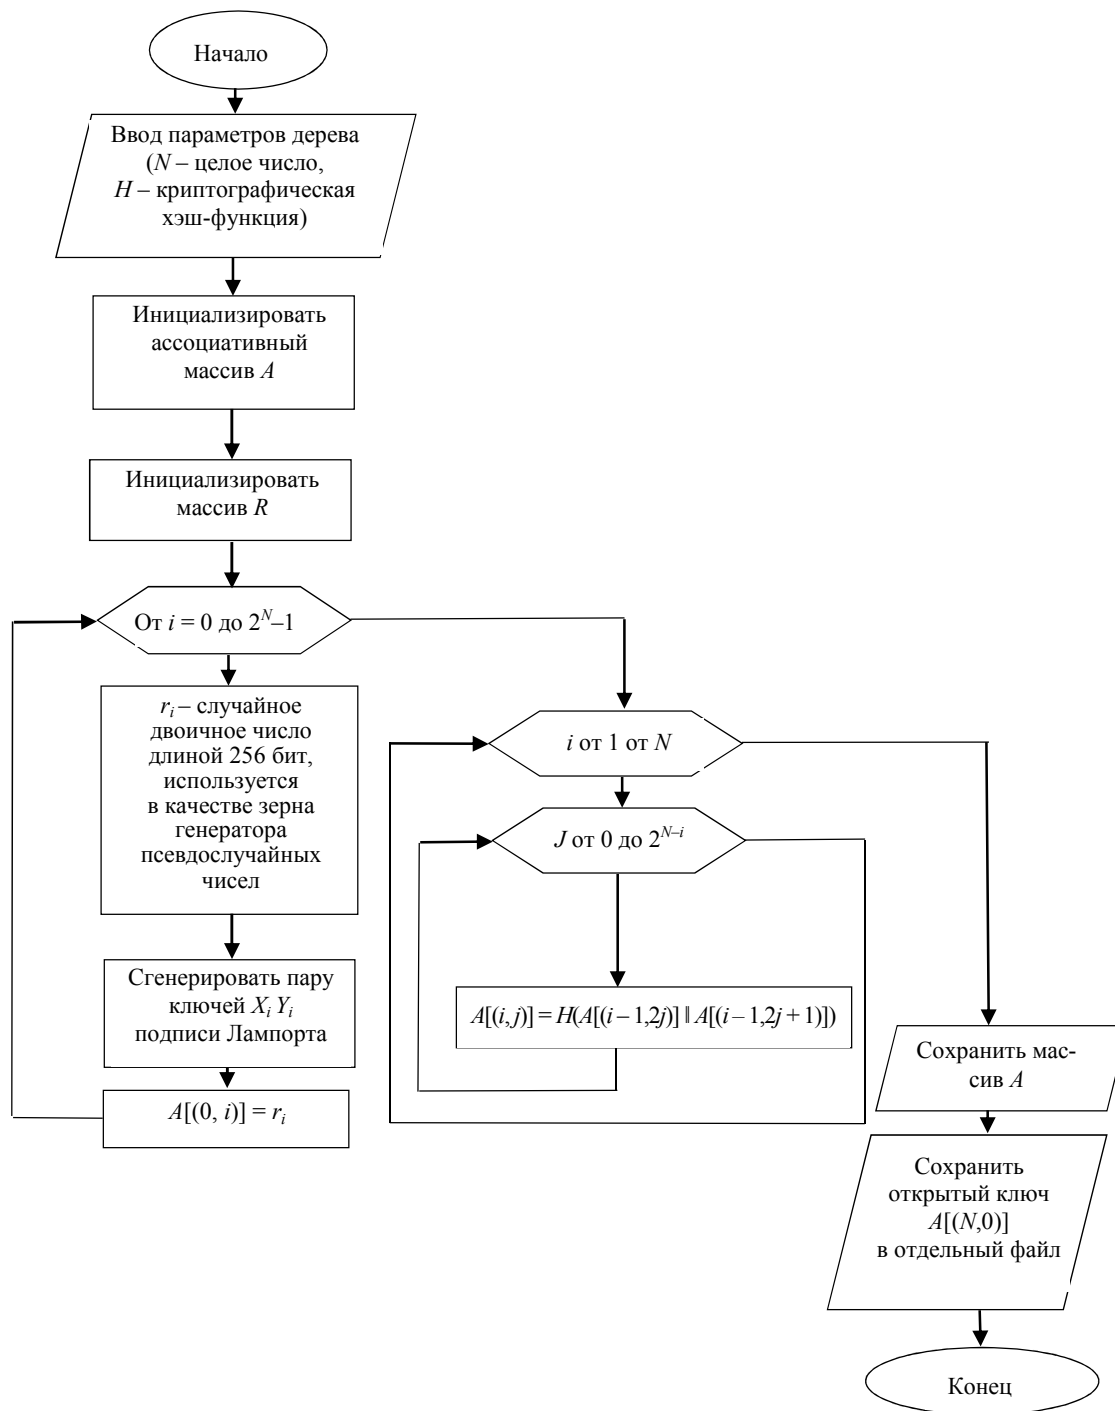 Начало
Ввод параметров дерева
(N – целое число,
H – криптографическая
хэш-функция)
Инициализировать
ассоциативный
массив A
Инициализировать
массив R
От i = 0 до 2^N–1
r_i – случайное
двоичное число
длиной 256 бит,
используется
в качестве зерна
генератора
псевдослучайных
чисел
Сгенерировать пару
ключей X_i Y_i
подписи Лампорта
A[(0, i)] = r_i
i от 1 от N
J от 0 до 2^{N–i}
A[(i, j)] = H(A[(i – 1,2j)] || A[(i – 1,2j + 1)])
Сохранить мас-
сив A
Сохранить
открытый ключ
A[(N,0)]
в отдельный файл
Конец